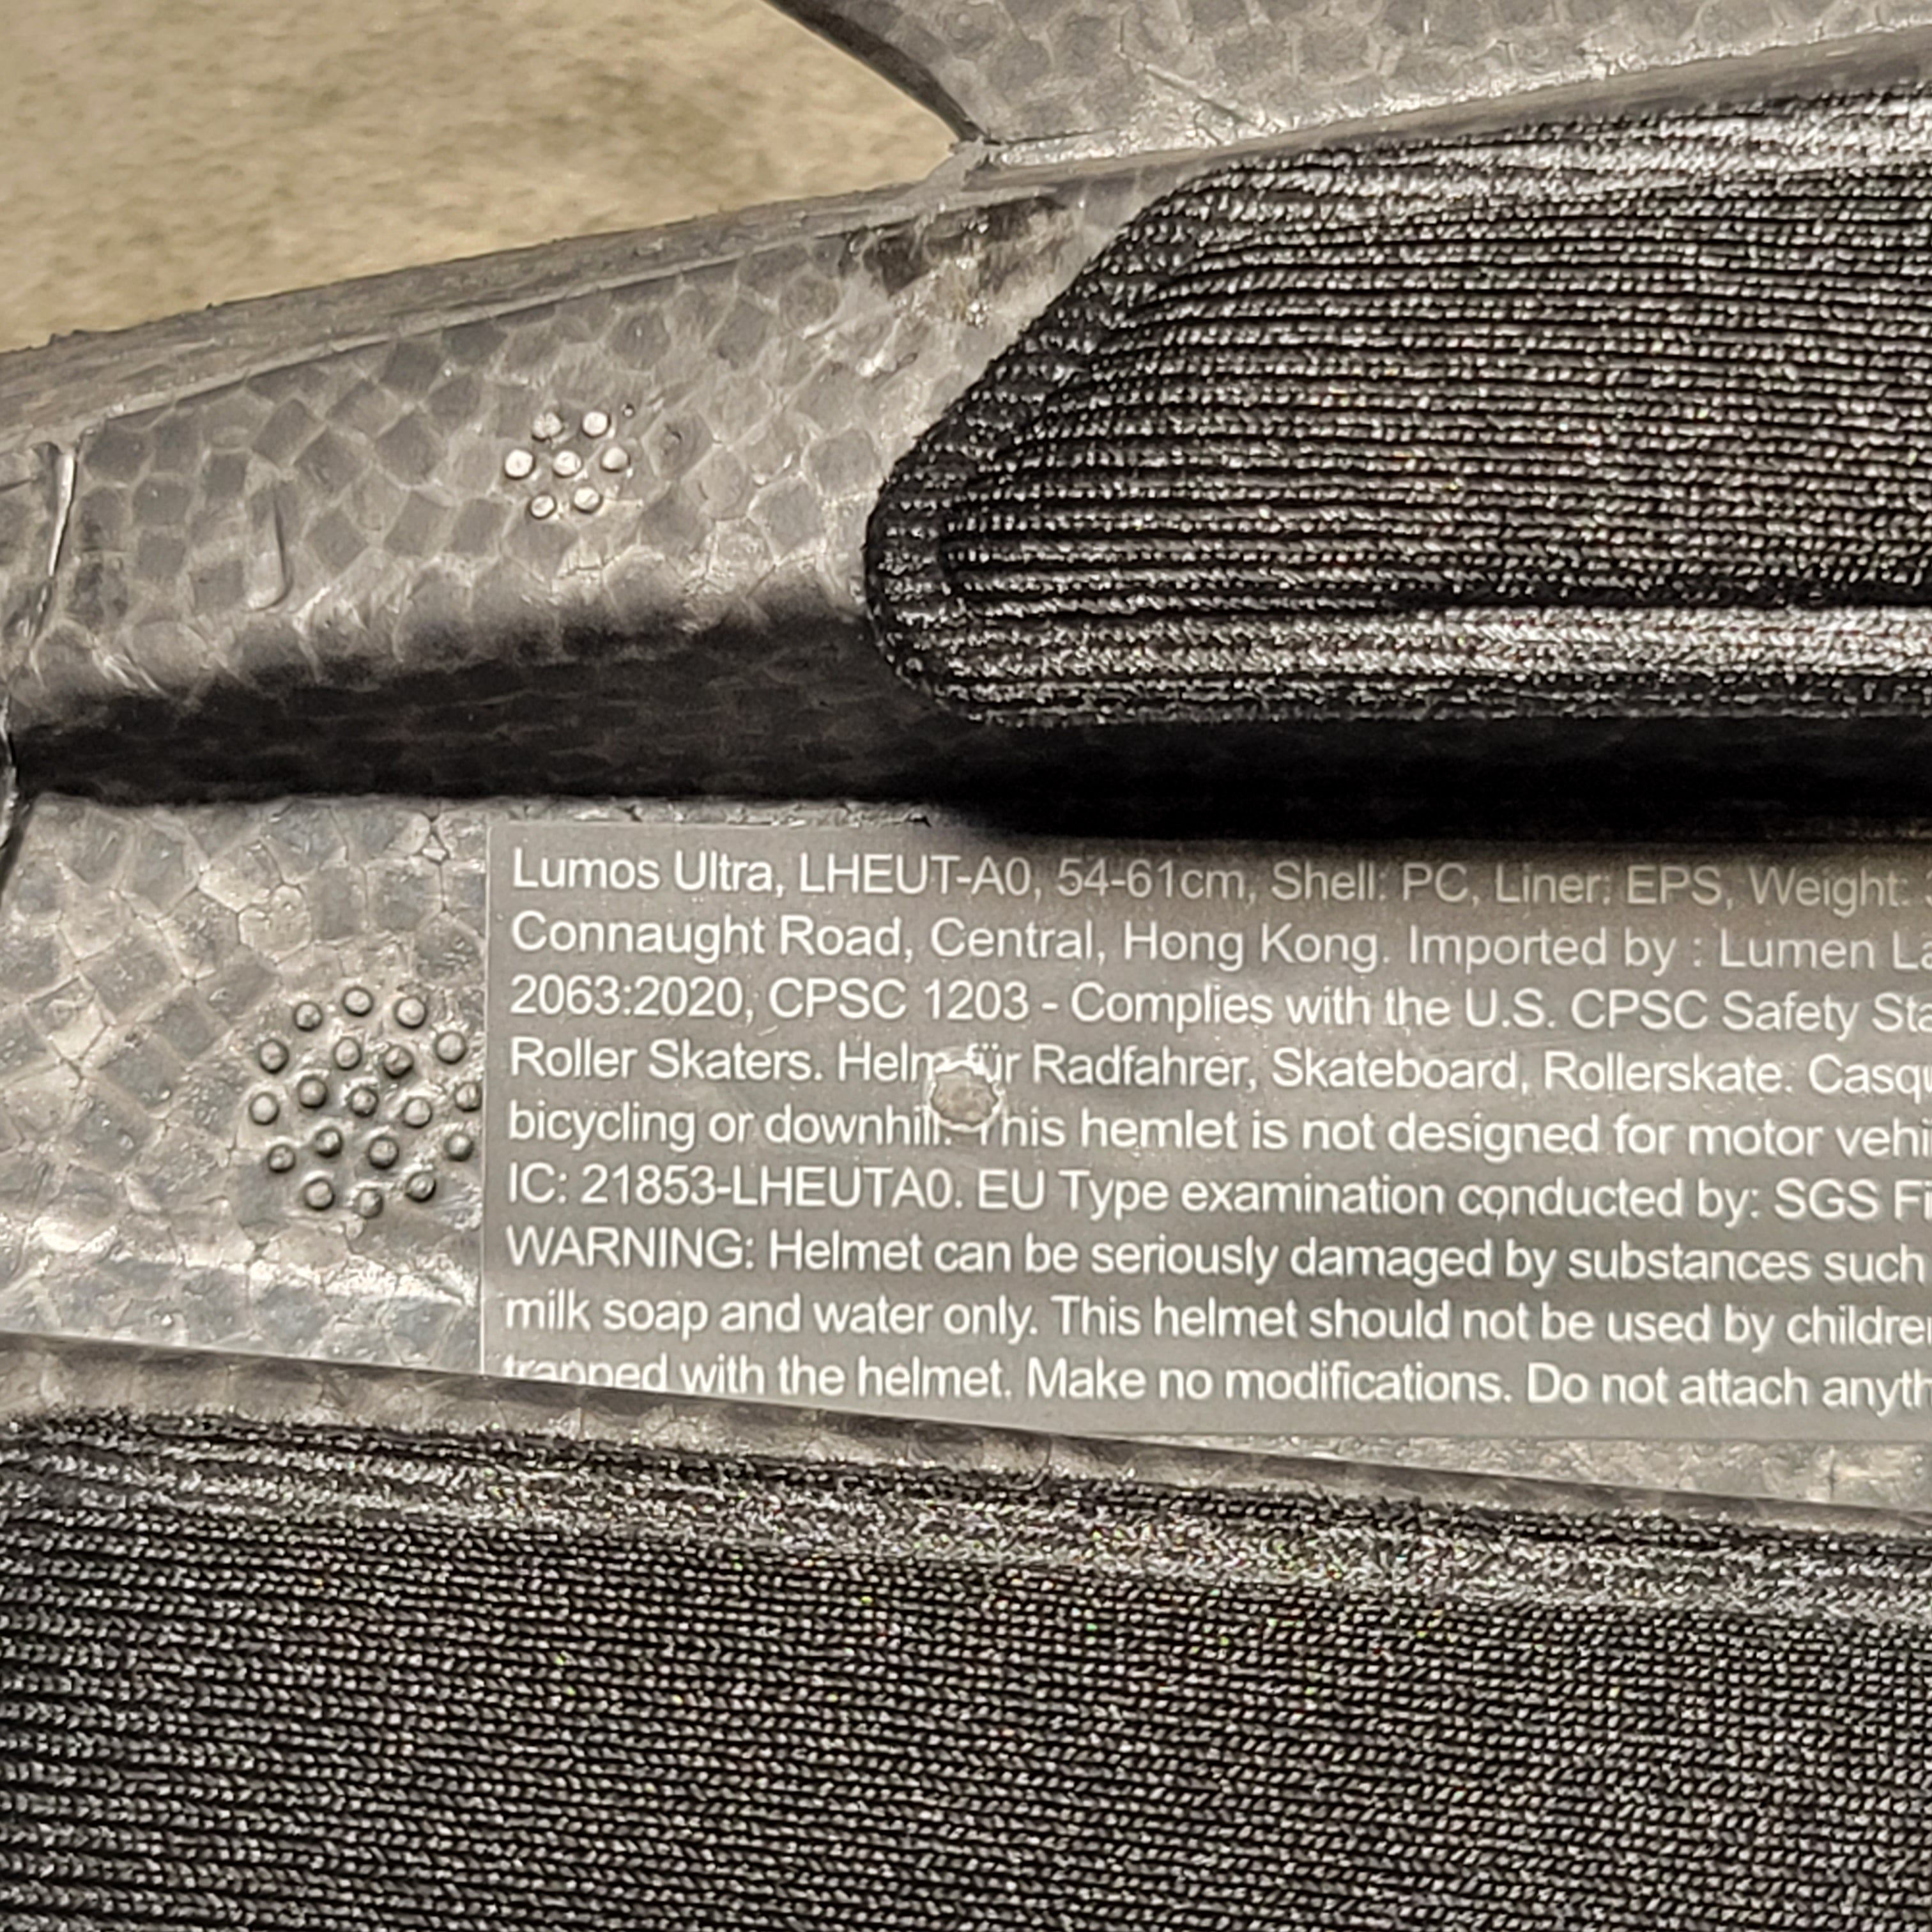 Lumos Ultra, LHEUT-A0, 54-61cm, Shell: PC, Liner: EPS, Weight:
Connaught Road, Central, Hong Kong. Imported by : Lumen La
2063:2020, CPSC 1203 - Complies with the U.S. CPSC Safety Sta
Roller Skaters. Helm für Radfahrer, Skateboard, Rollerskate. Casqu
bicycling or downhill. This hemlet is not designed for motor vehi
IC: 21853-LHEUTA0. EU Type examination conducted by: SGS FI
WARNING: Helmet can be seriously damaged by substances such
milk soap and water only. This helmet should not be used by childre
trapped with the helmet. Make no modifications. Do not attach anyth